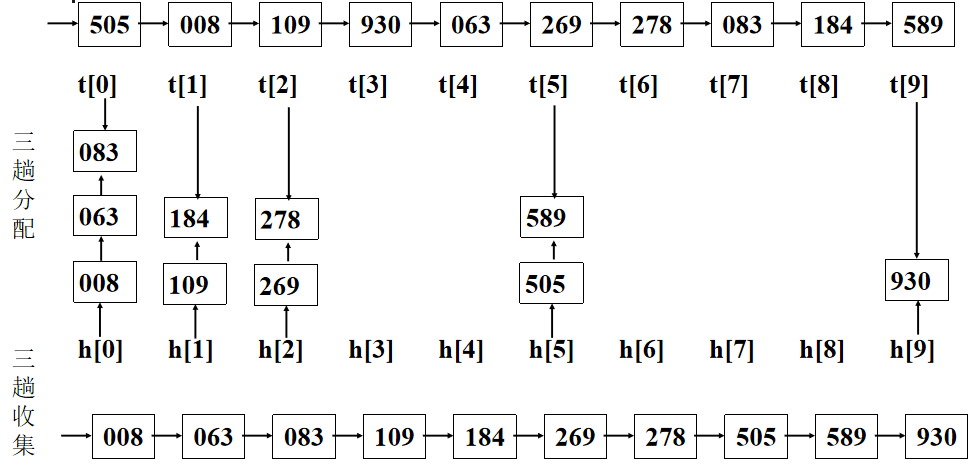 505 008 109 930 063 269 278 083 184 589
t[0] t[1] t[2] t[3] t[4] t[5] t[6] t[7] t[8] t[9]
三趟分配
083
063 184 278 589
008 109 269 505 930
h[0] h[1] h[2] h[3] h[4] h[5] h[6] h[7] h[8] h[9]
三趟收集
008 063 083 109 184 269 278 505 589 930